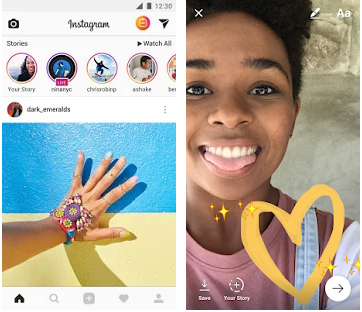 12:30
Instagram
Stories
▶ Watch All
LIVE
Your Story
ninanyc
chrisrobinp
ashoke
dark_emeralds
Aa
Save
Your Story